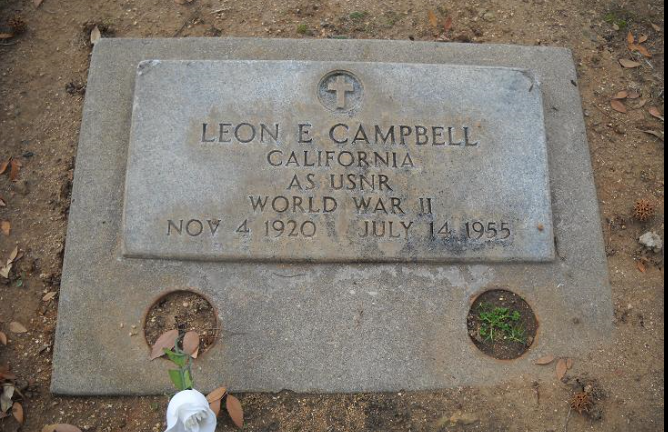 LEON E CAMPBELL
CALIFORNIA
AS USNR
WORLD WAR II
NOV 4 1920 JULY 14 1955